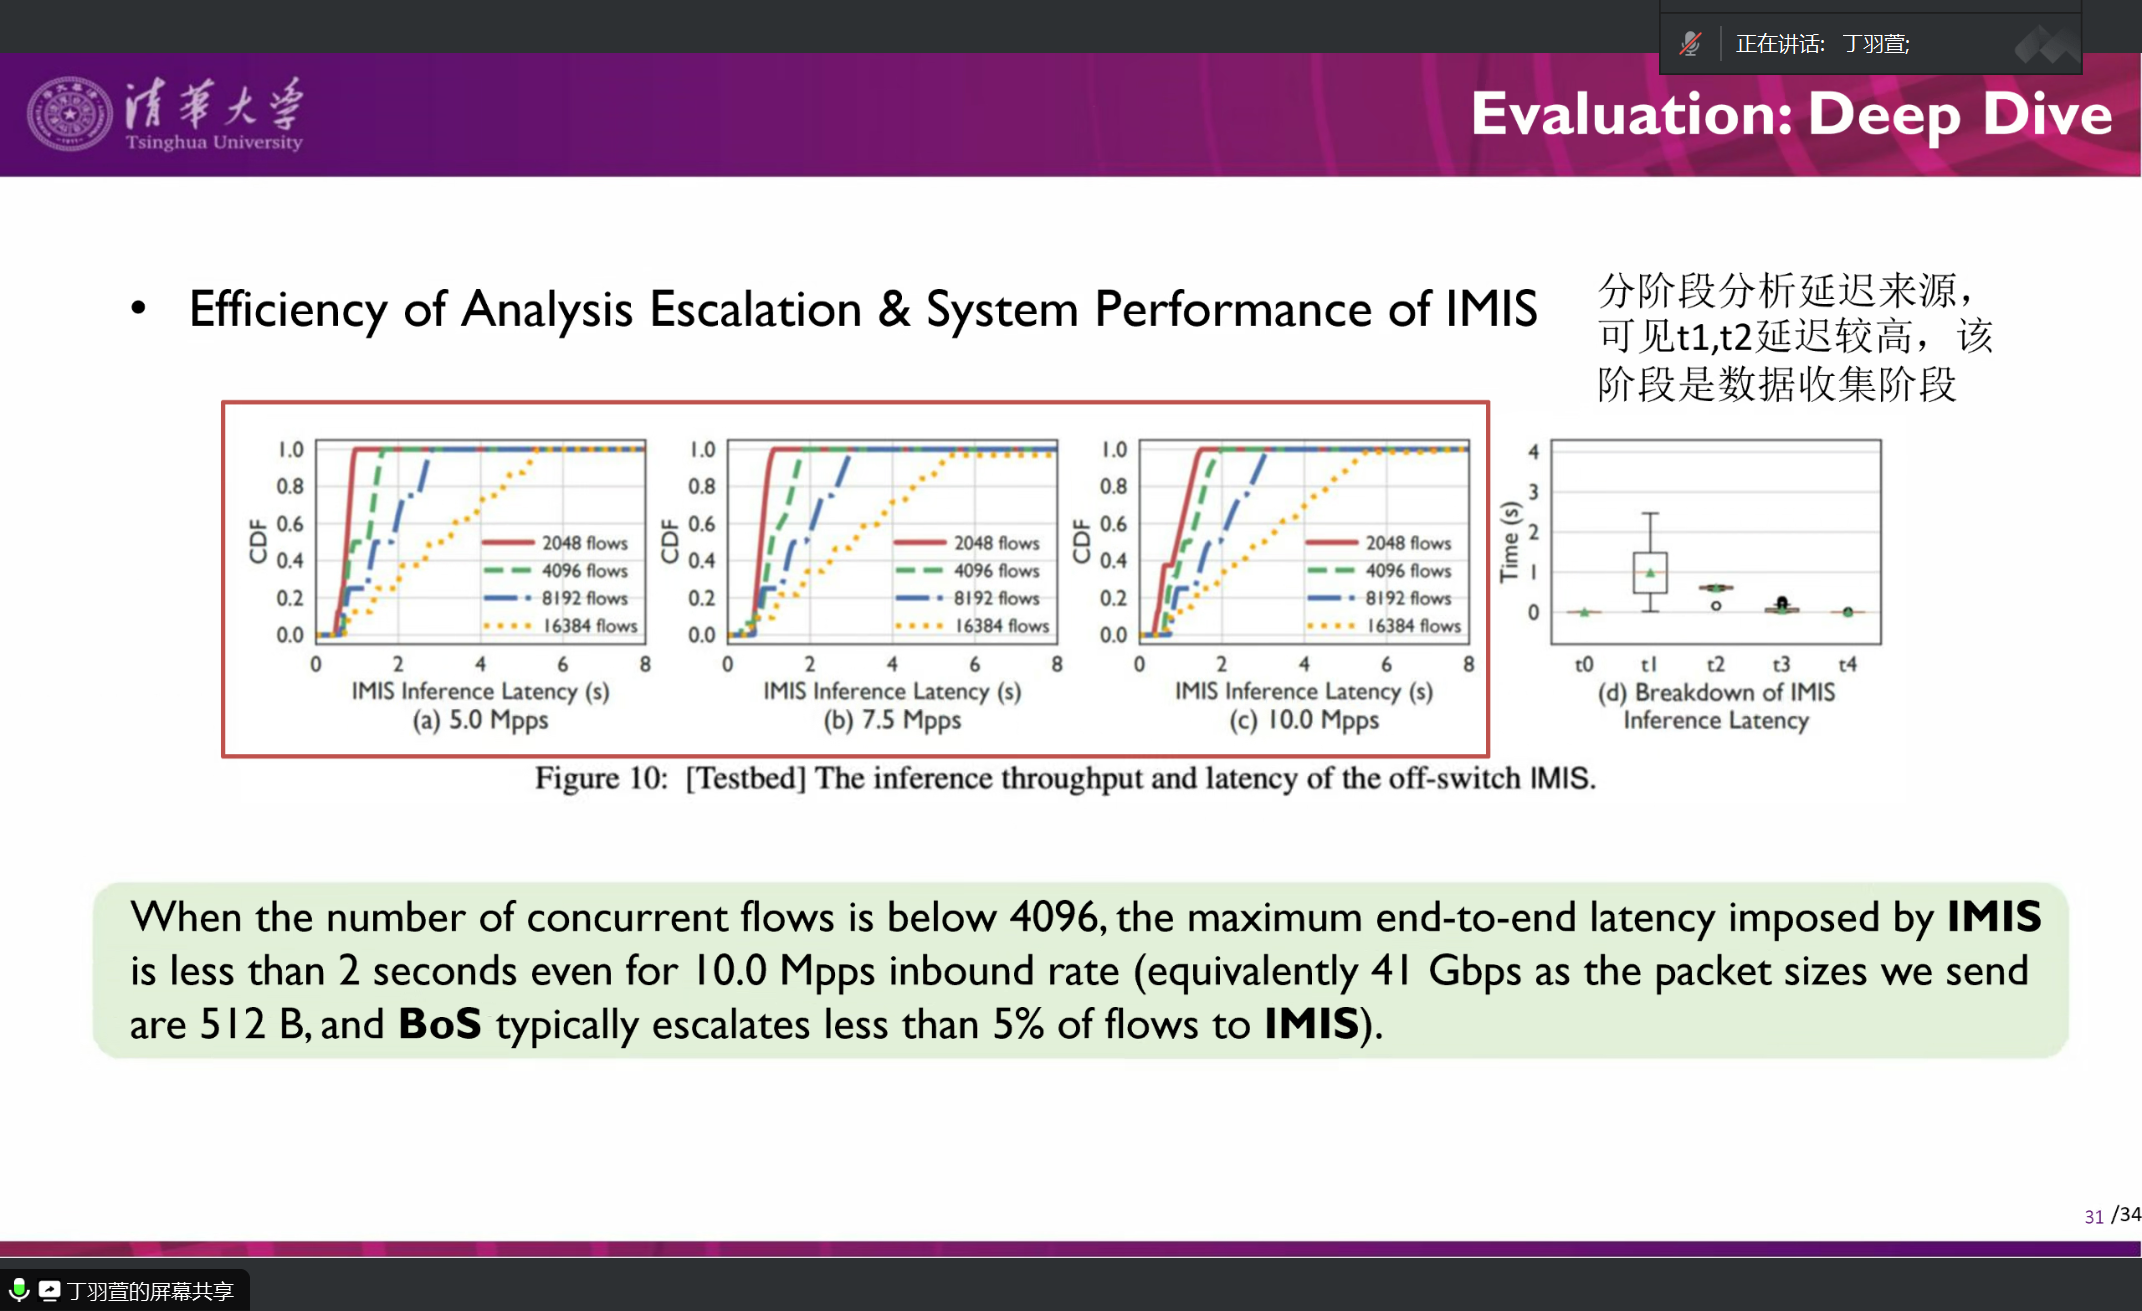 正在讲话: 丁羽萱;
清华大学
Tsinghua University
Evaluation: Deep Dive
• Efficiency of Analysis Escalation & System Performance of IMIS
分阶段分析延迟来源，
可见t1,t2延迟较高，该
阶段是数据收集阶段
1.0
0.8
0.6
0.4
0.2
0.0
CDF
2048 flows
4096 flows
8192 flows
16384 flows
0 2 4 6 8
IMIS Inference Latency (s)
(a) 5.0 Mpps
1.0
0.8
0.6
0.4
0.2
0.0
CDF
2048 flows
4096 flows
8192 flows
16384 flows
0 2 4 6 8
IMIS Inference Latency (s)
(b) 7.5 Mpps
1.0
0.8
0.6
0.4
0.2
0.0
CDF
2048 flows
4096 flows
8192 flows
16384 flows
0 2 4 6 8
IMIS Inference Latency (s)
(c) 10.0 Mpps
4
3
2
1
0
Time (s)
t0 t1 t2 t3 t4
(d) Breakdown of IMIS
Inference Latency
Figure 10: [Testbed] The inference throughput and latency of the off-switch IMIS.
When the number of concurrent flows is below 4096, the maximum end-to-end latency imposed by IMIS
is less than 2 seconds even for 10.0 Mpps inbound rate (equivalently 41 Gbps as the packet sizes we send
are 512 B, and BoS typically escalates less than 5% of flows to IMIS).
31 /34
丁羽萱的屏幕共享